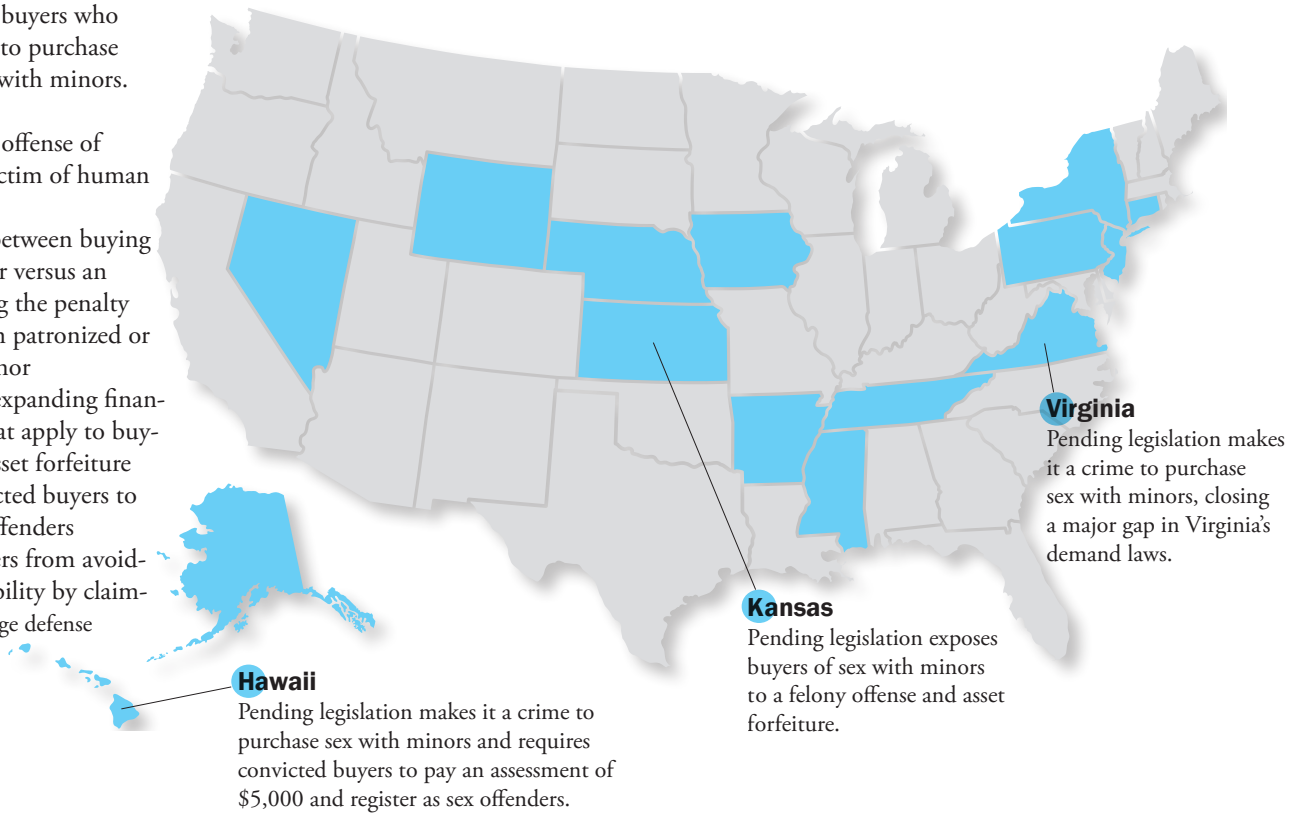 buyers who
to purchase
with minors.
offense of
ctim of human
between buying
r versus an
g the penalty
n patronized or
nor
expanding finan-
at apply to buy-
sset forfeiture
cted buyers to
ffenders
ers from avoid-
bility by claim-
ge defense
Virginia
Pending legislation makes
it a crime to purchase
sex with minors, closing
a major gap in Virginia’s
demand laws.
Kansas
Pending legislation exposes
buyers of sex with minors
to a felony offense and asset
forfeiture.
Hawaii
Pending legislation makes it a crime to
purchase sex with minors and requires
convicted buyers to pay an assessment of
$5,000 and register as sex offenders.